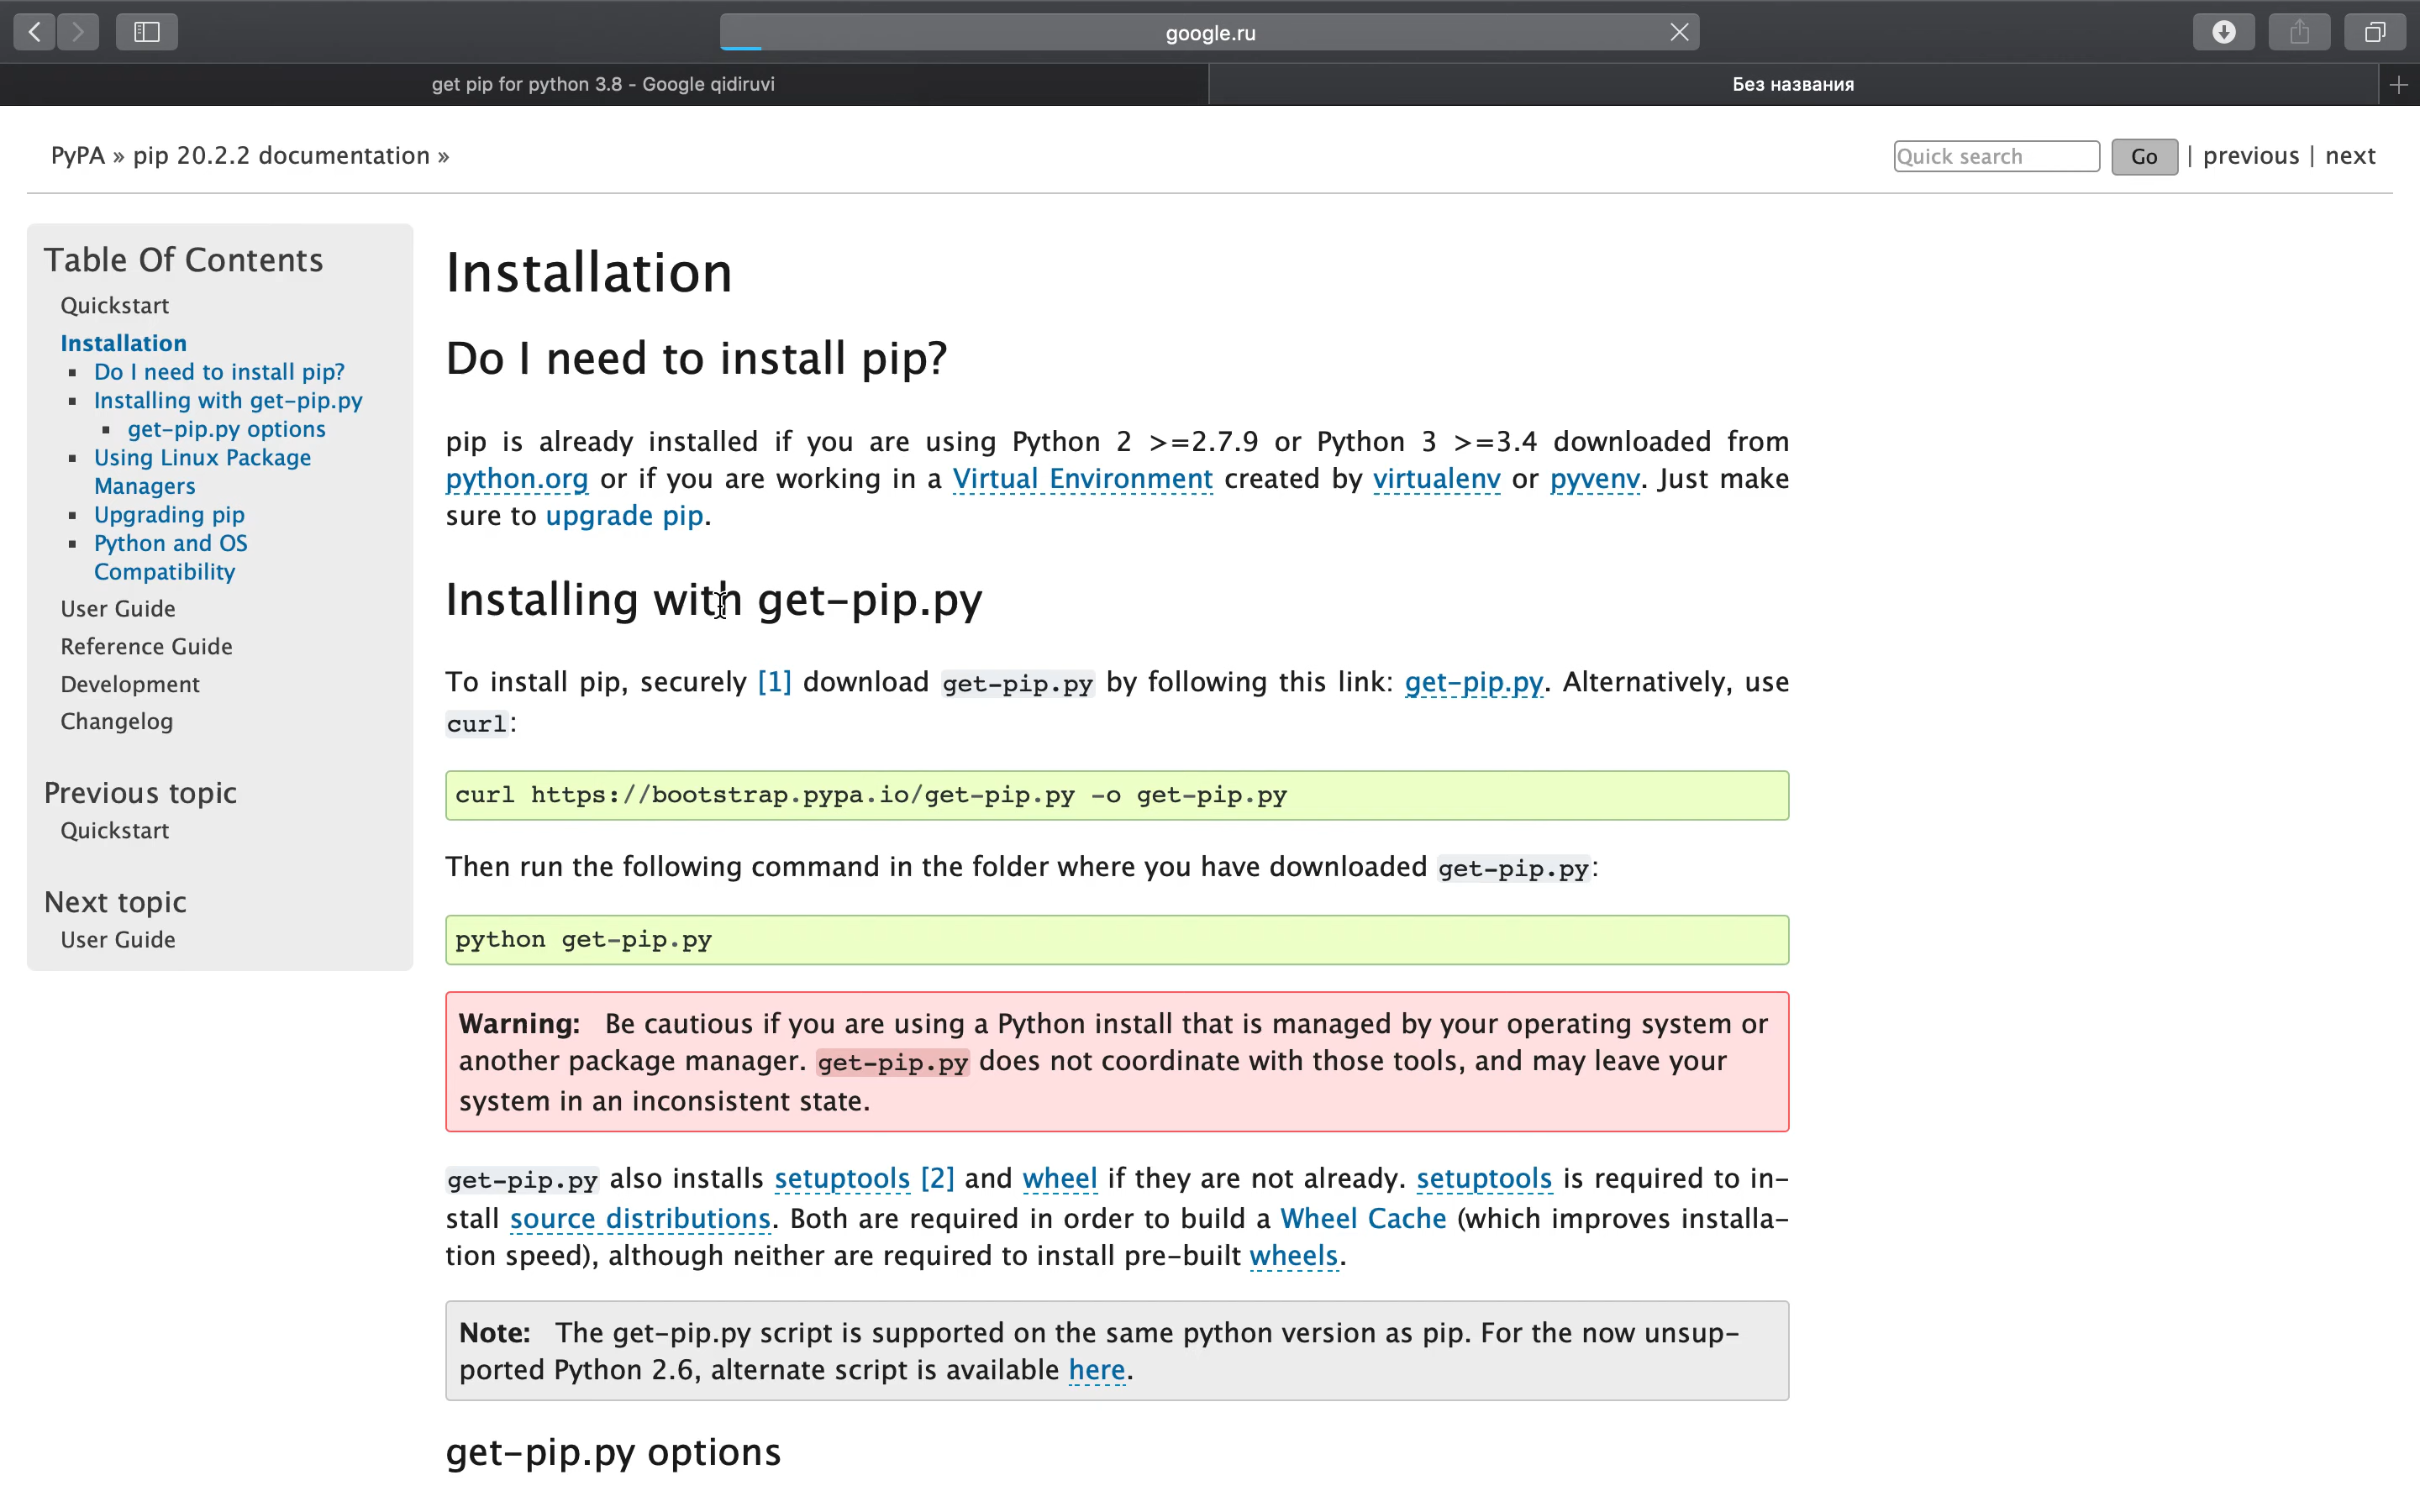 google.ru
get pip for python 3.8 - Google qidiruvi
Без названия
PyPA » pip 20.2.2 documentation »
Quick search Go | previous | next
Table Of Contents
Quickstart
Installation
▪ Do I need to install pip?
▪ Installing with get-pip.py
▪ get-pip.py options
▪ Using Linux Package
Managers
▪ Upgrading pip
▪ Python and OS
Compatibility
User Guide
Reference Guide
Development
Changelog
Previous topic
Quickstart
Next topic
User Guide
Installation
Do I need to install pip?
pip is already installed if you are using Python 2 >=2.7.9 or Python 3 >=3.4 downloaded from
python.org or if you are working in a Virtual Environment created by virtualenv or pyvenv. Just make
sure to upgrade pip.
Installing with get-pip.py
To install pip, securely [1] download get-pip.py by following this link: get-pip.py. Alternatively, use
curl:
curl https://bootstrap.pypa.io/get-pip.py -o get-pip.py
Then run the following command in the folder where you have downloaded get-pip.py:
python get-pip.py
Warning: Be cautious if you are using a Python install that is managed by your operating system or
another package manager. get-pip.py does not coordinate with those tools, and may leave your
system in an inconsistent state.
get-pip.py also installs setuptools [2] and wheel if they are not already. setuptools is required to in-
stall source distributions. Both are required in order to build a Wheel Cache (which improves installa-
tion speed), although neither are required to install pre-built wheels.
Note: The get-pip.py script is supported on the same python version as pip. For the now unsup-
ported Python 2.6, alternate script is available here.
get-pip.py options